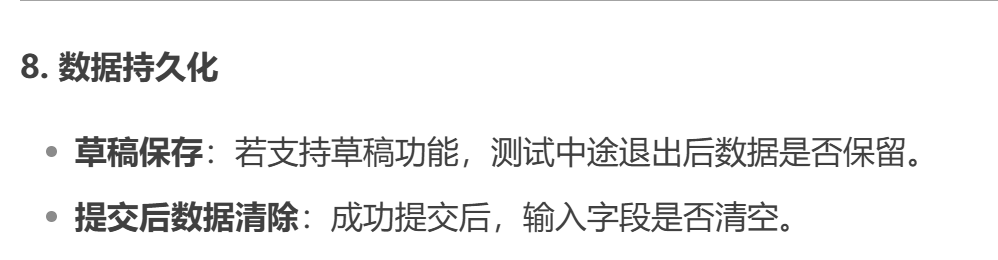 8. 数据持久化
草稿保存：若支持草稿功能，测试中途退出后数据是否保留。
提交后数据清除：成功提交后，输入字段是否清空。